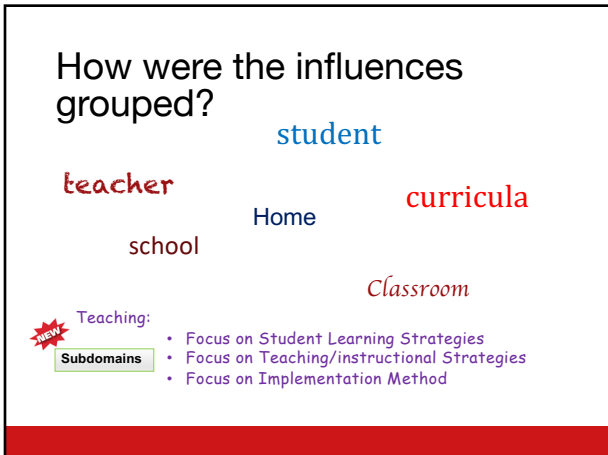 How were the influences
grouped?
student
teacher
curricula
Home
school
Classroom
Teaching:
NEW
Subdomains
• Focus on Student Learning Strategies
• Focus on Teaching/instructional Strategies
• Focus on Implementation Method